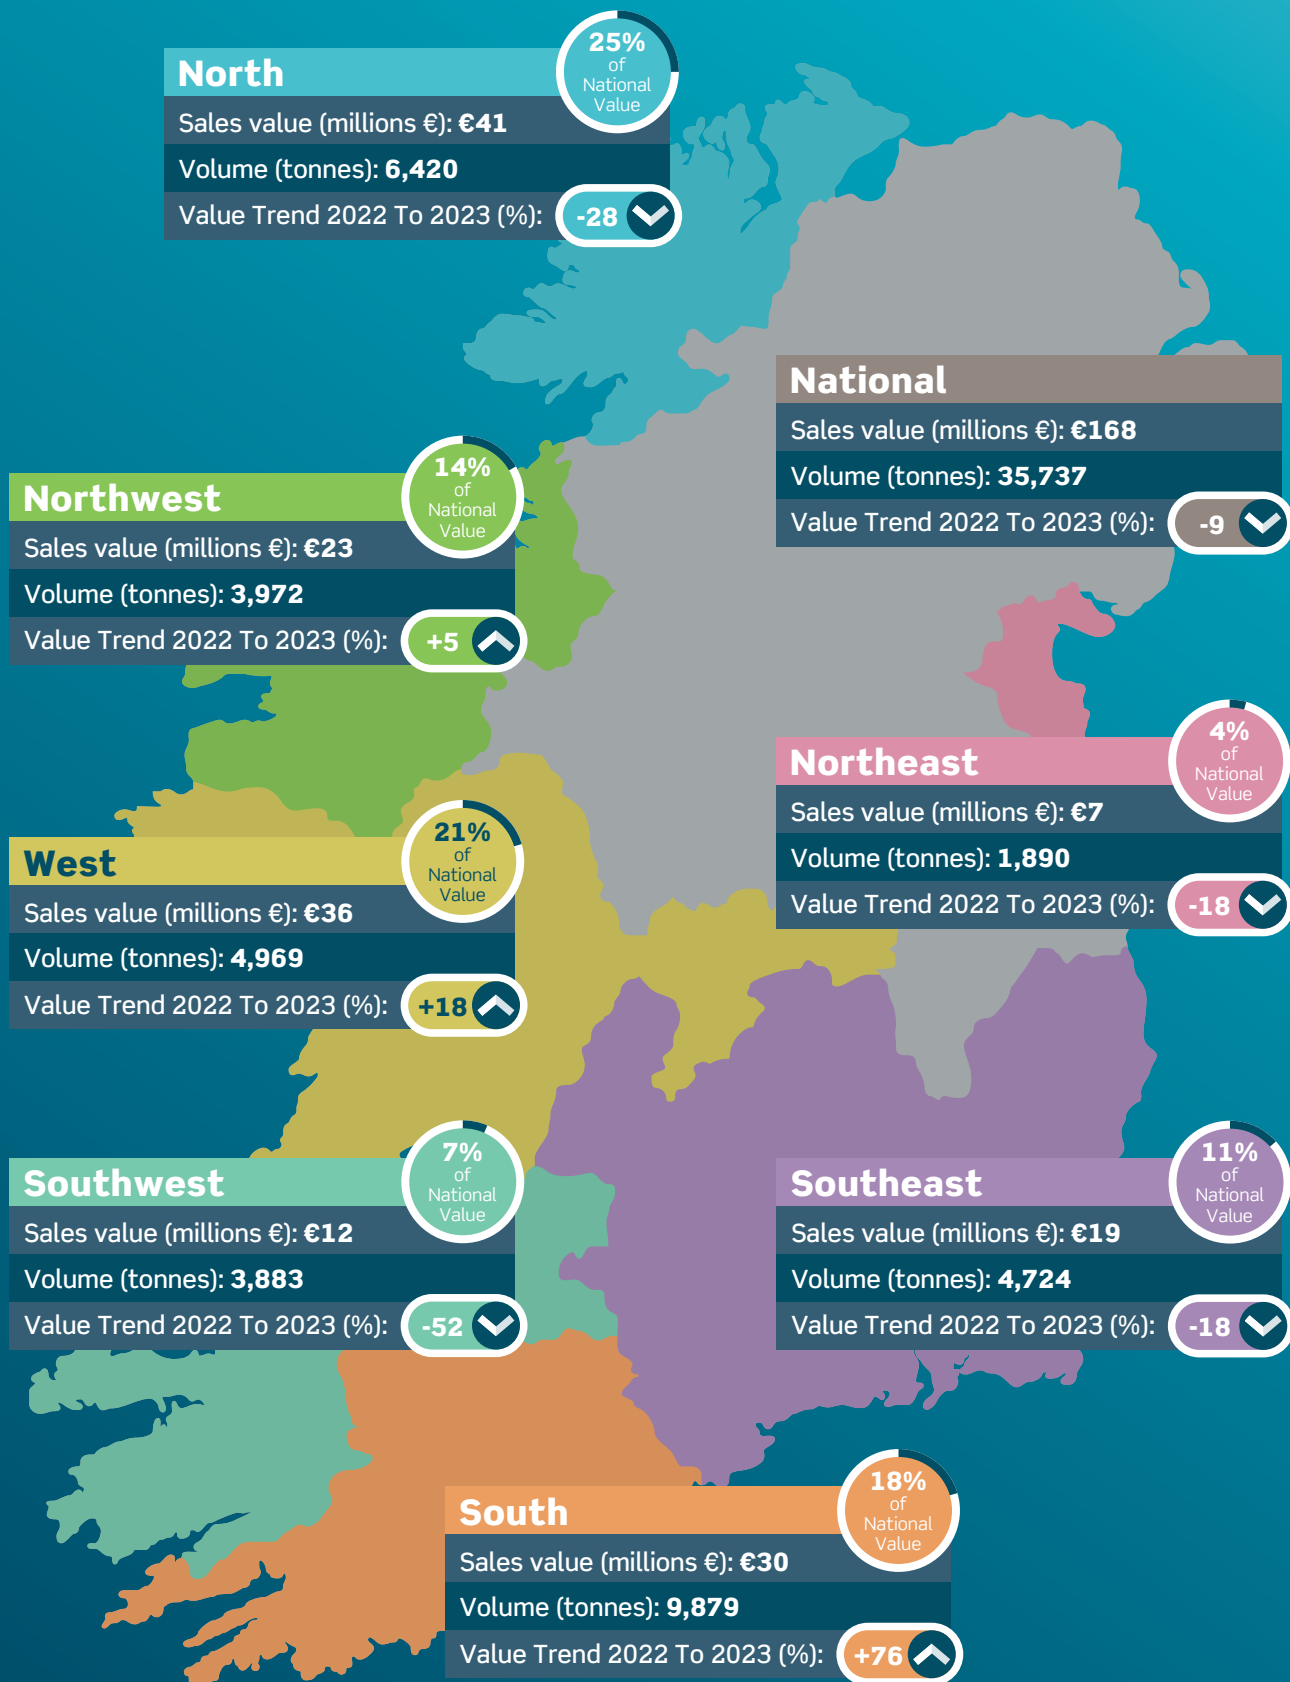 North
25%
of
National
Value
Sales value (millions €): €41
Volume (tonnes): 6,420
Value Trend 2022 To 2023 (%): -28
National
Sales value (millions €): €168
Volume (tonnes): 35,737
Value Trend 2022 To 2023 (%): -9
Northwest
14%
of
National
Value
Sales value (millions €): €23
Volume (tonnes): 3,972
Value Trend 2022 To 2023 (%): +5
Northeast
4%
of
National
Value
Sales value (millions €): €7
Volume (tonnes): 1,890
Value Trend 2022 To 2023 (%): -18
West
21%
of
National
Value
Sales value (millions €): €36
Volume (tonnes): 4,969
Value Trend 2022 To 2023 (%): +18
Southwest
7%
of
National
Value
Sales value (millions €): €12
Volume (tonnes): 3,883
Value Trend 2022 To 2023 (%): -52
Southeast
11%
of
National
Value
Sales value (millions €): €19
Volume (tonnes): 4,724
Value Trend 2022 To 2023 (%): -18
South
18%
of
National
Value
Sales value (millions €): €30
Volume (tonnes): 9,879
Value Trend 2022 To 2023 (%): +76